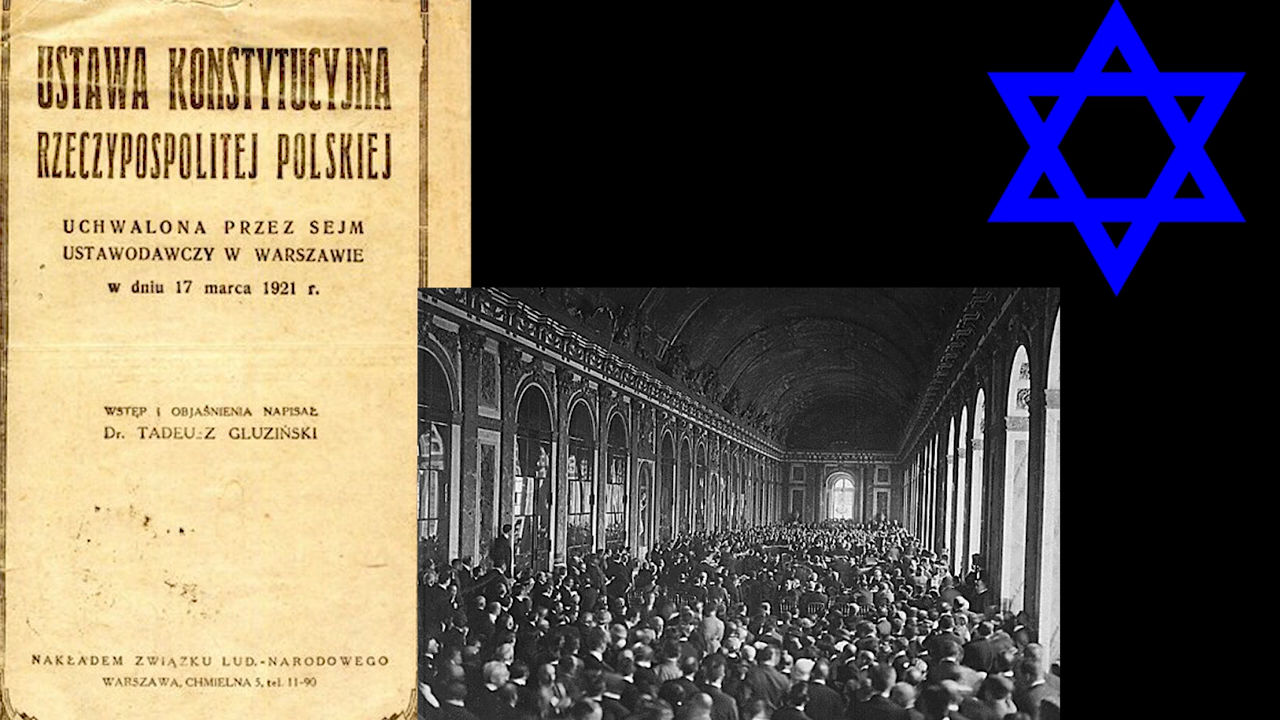 USTAWA KONSTYTUCYJNA
RZECZYPOSPOLITEJ POLSKIEJ
UCHWALONA PRZEZ SEJM
USTAWODAWCZY W WARSZAWIE
w dniu 17 marca 1921 r.
WSTĘP I OBJAŚNIENIA NAPISAŁ
Dr. TADEUSZ GLUZIŃSKI
NAKŁADEM ZWIĄZKU LUD.-NARODOWEGO
WARSZAWA, CHMIELNA 5, tel. 11-90